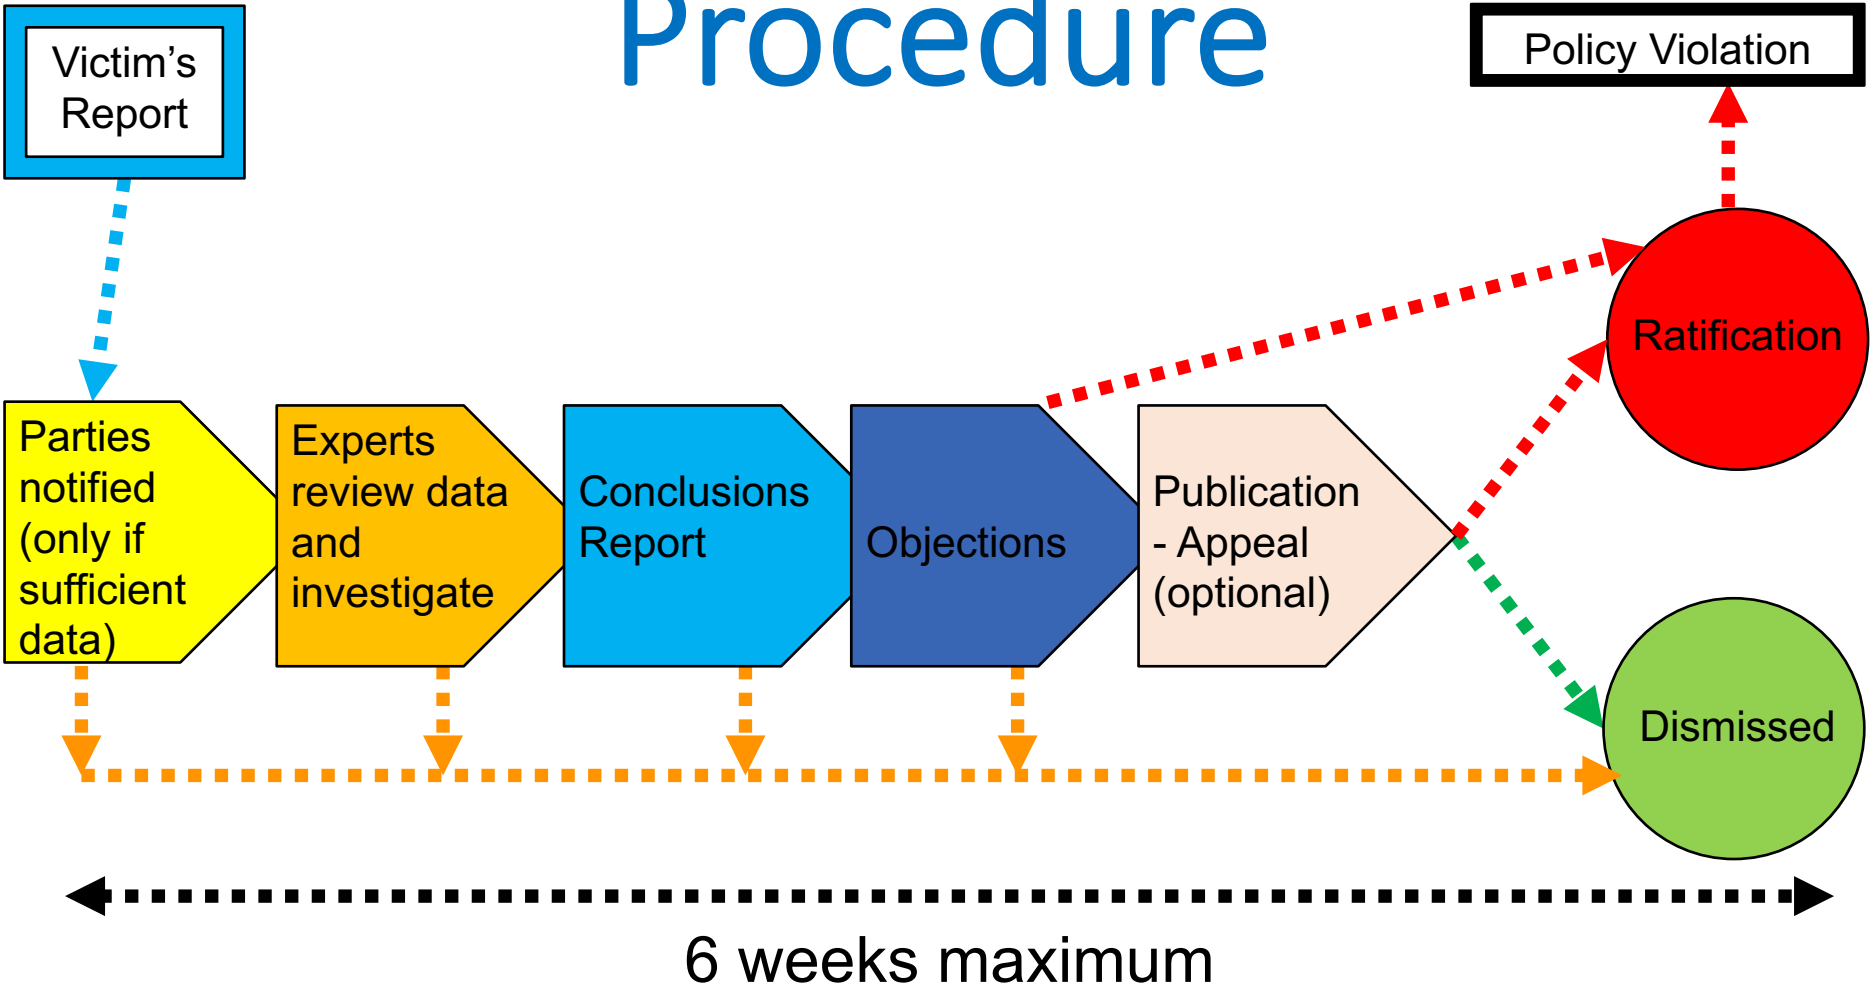 Procedure
Victim's
Report
Policy Violation
Ratification
Parties
notified
(only if
sufficient
data)
Experts
review data
and
investigate
Conclusions
Report
Objections
Publication
- Appeal
(optional)
Dismissed
6 weeks maximum